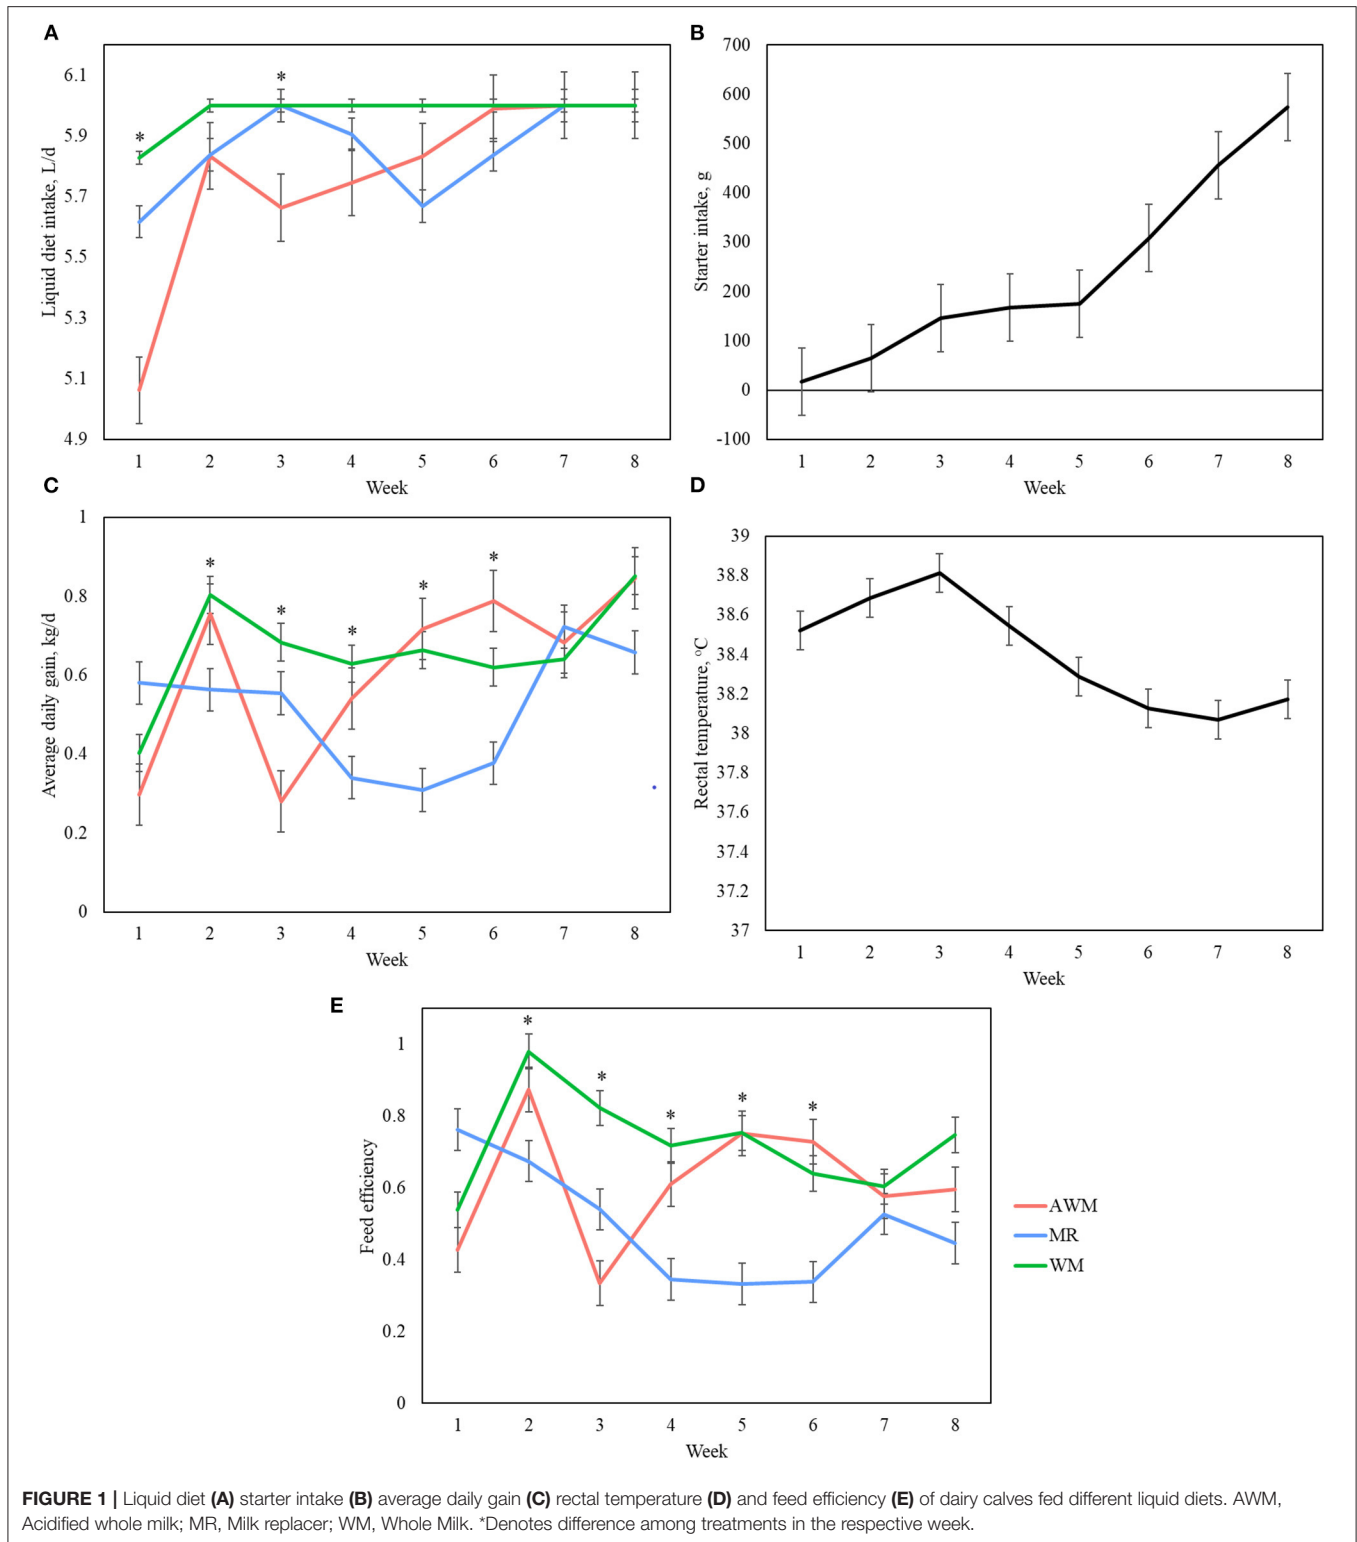 A
*
*
6.1
5.9
5.7
5.5
5.3
5.1
4.9
Liquid diet intake, L/d
1 2 3 4 5 6 7 8
Week
B
700
600
500
400
300
200
100
0
-100
Starter intake, g
1 2 3 4 5 6 7 8
Week
C
* * * * *
1
0.8
0.6
0.4
0.2
0
Average daily gain, kg/d
1 2 3 4 5 6 7 8
Week
D
39
38.8
38.6
38.4
38.2
38
37.8
37.6
37.4
37.2
37
Rectal temperature, °C
1 2 3 4 5 6 7 8
Week
E
* * * * *
1
0.8
0.6
0.4
0.2
0
Feed efficiency
1 2 3 4 5 6 7 8
Week
AWM
MR
WM
FIGURE 1 | Liquid diet (A) starter intake (B) average daily gain (C) rectal temperature (D) and feed efficiency (E) of dairy calves fed different liquid diets. AWM,
Acidified whole milk; MR, Milk replacer; WM, Whole Milk. *Denotes difference among treatments in the respective week.